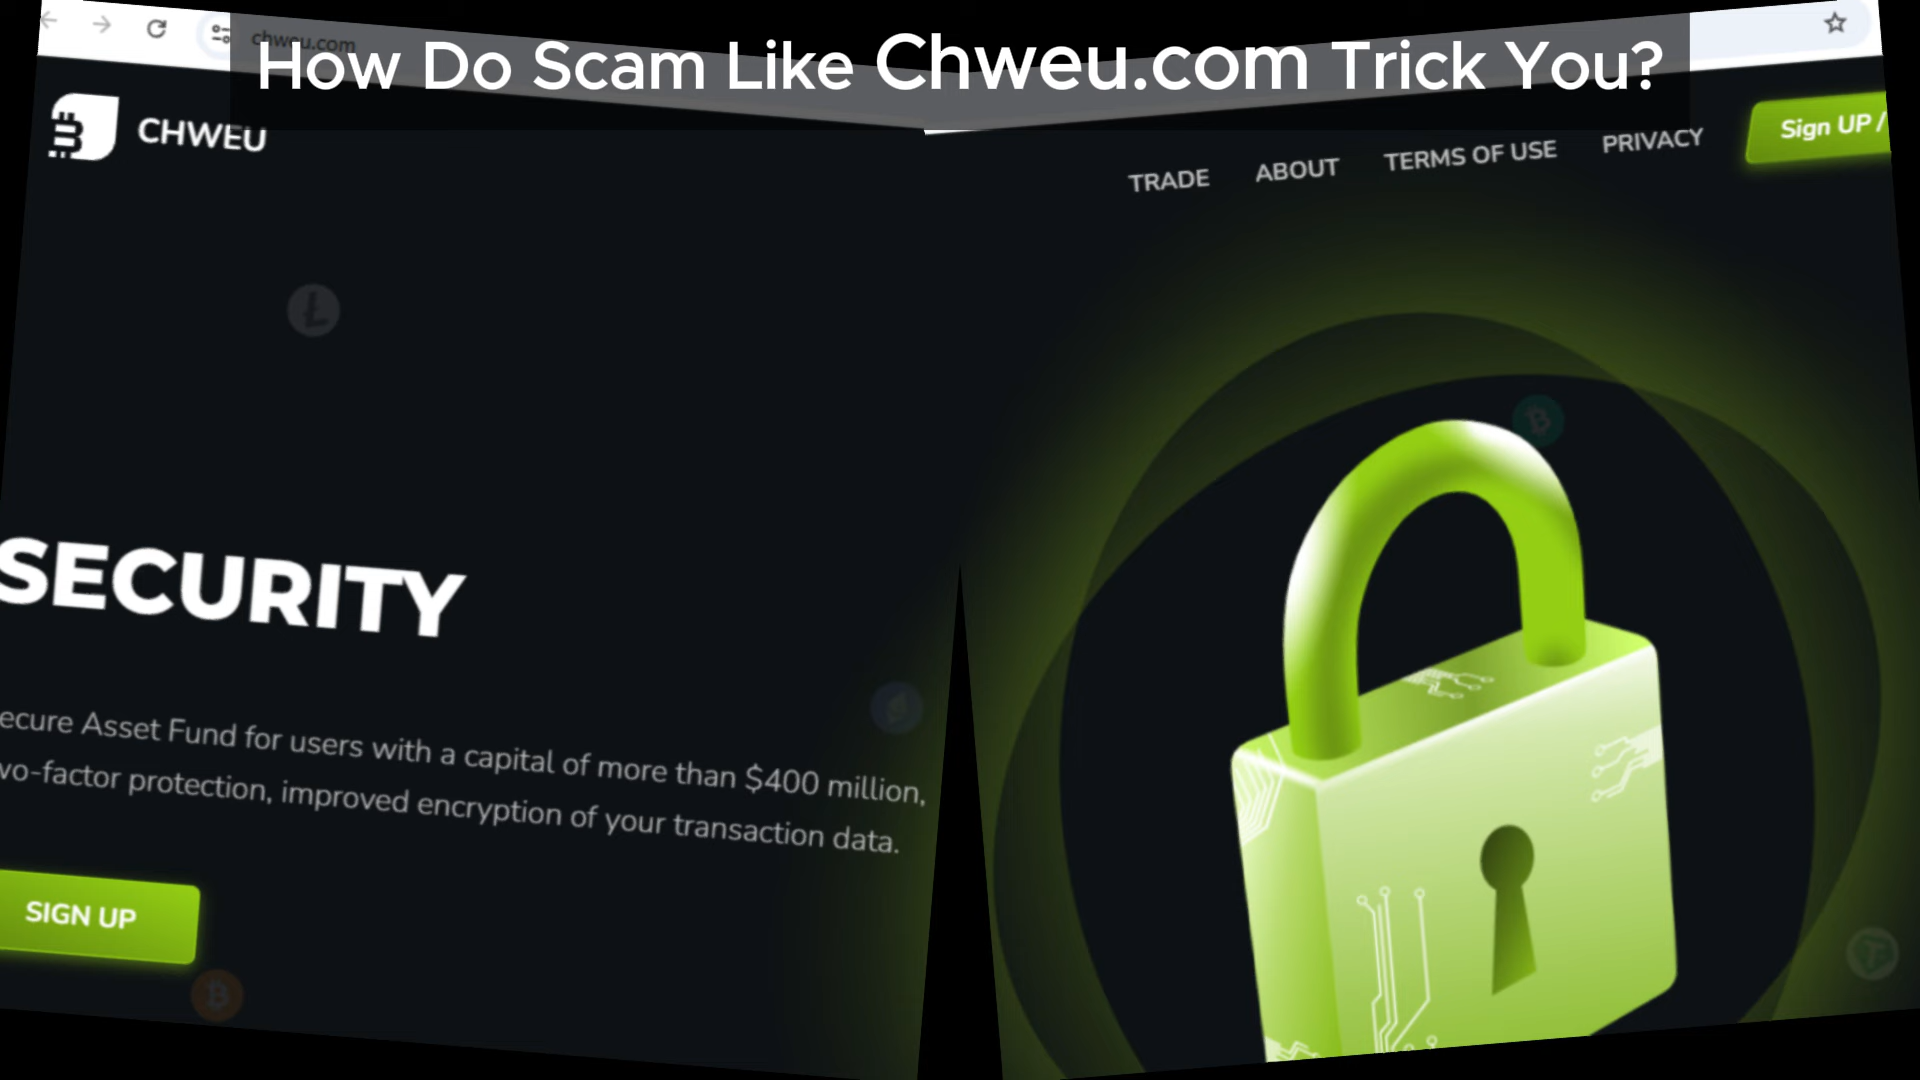 chweu.com
How Do Scam Like Chweu.com Trick You?
CHWEU
TRADE ABOUT TERMS OF USE PRIVACY Sign UP /
SECURITY
ecure Asset Fund for users with a capital of more than $400 million,
wo-factor protection, improved encryption of your transaction data.
SIGN UP